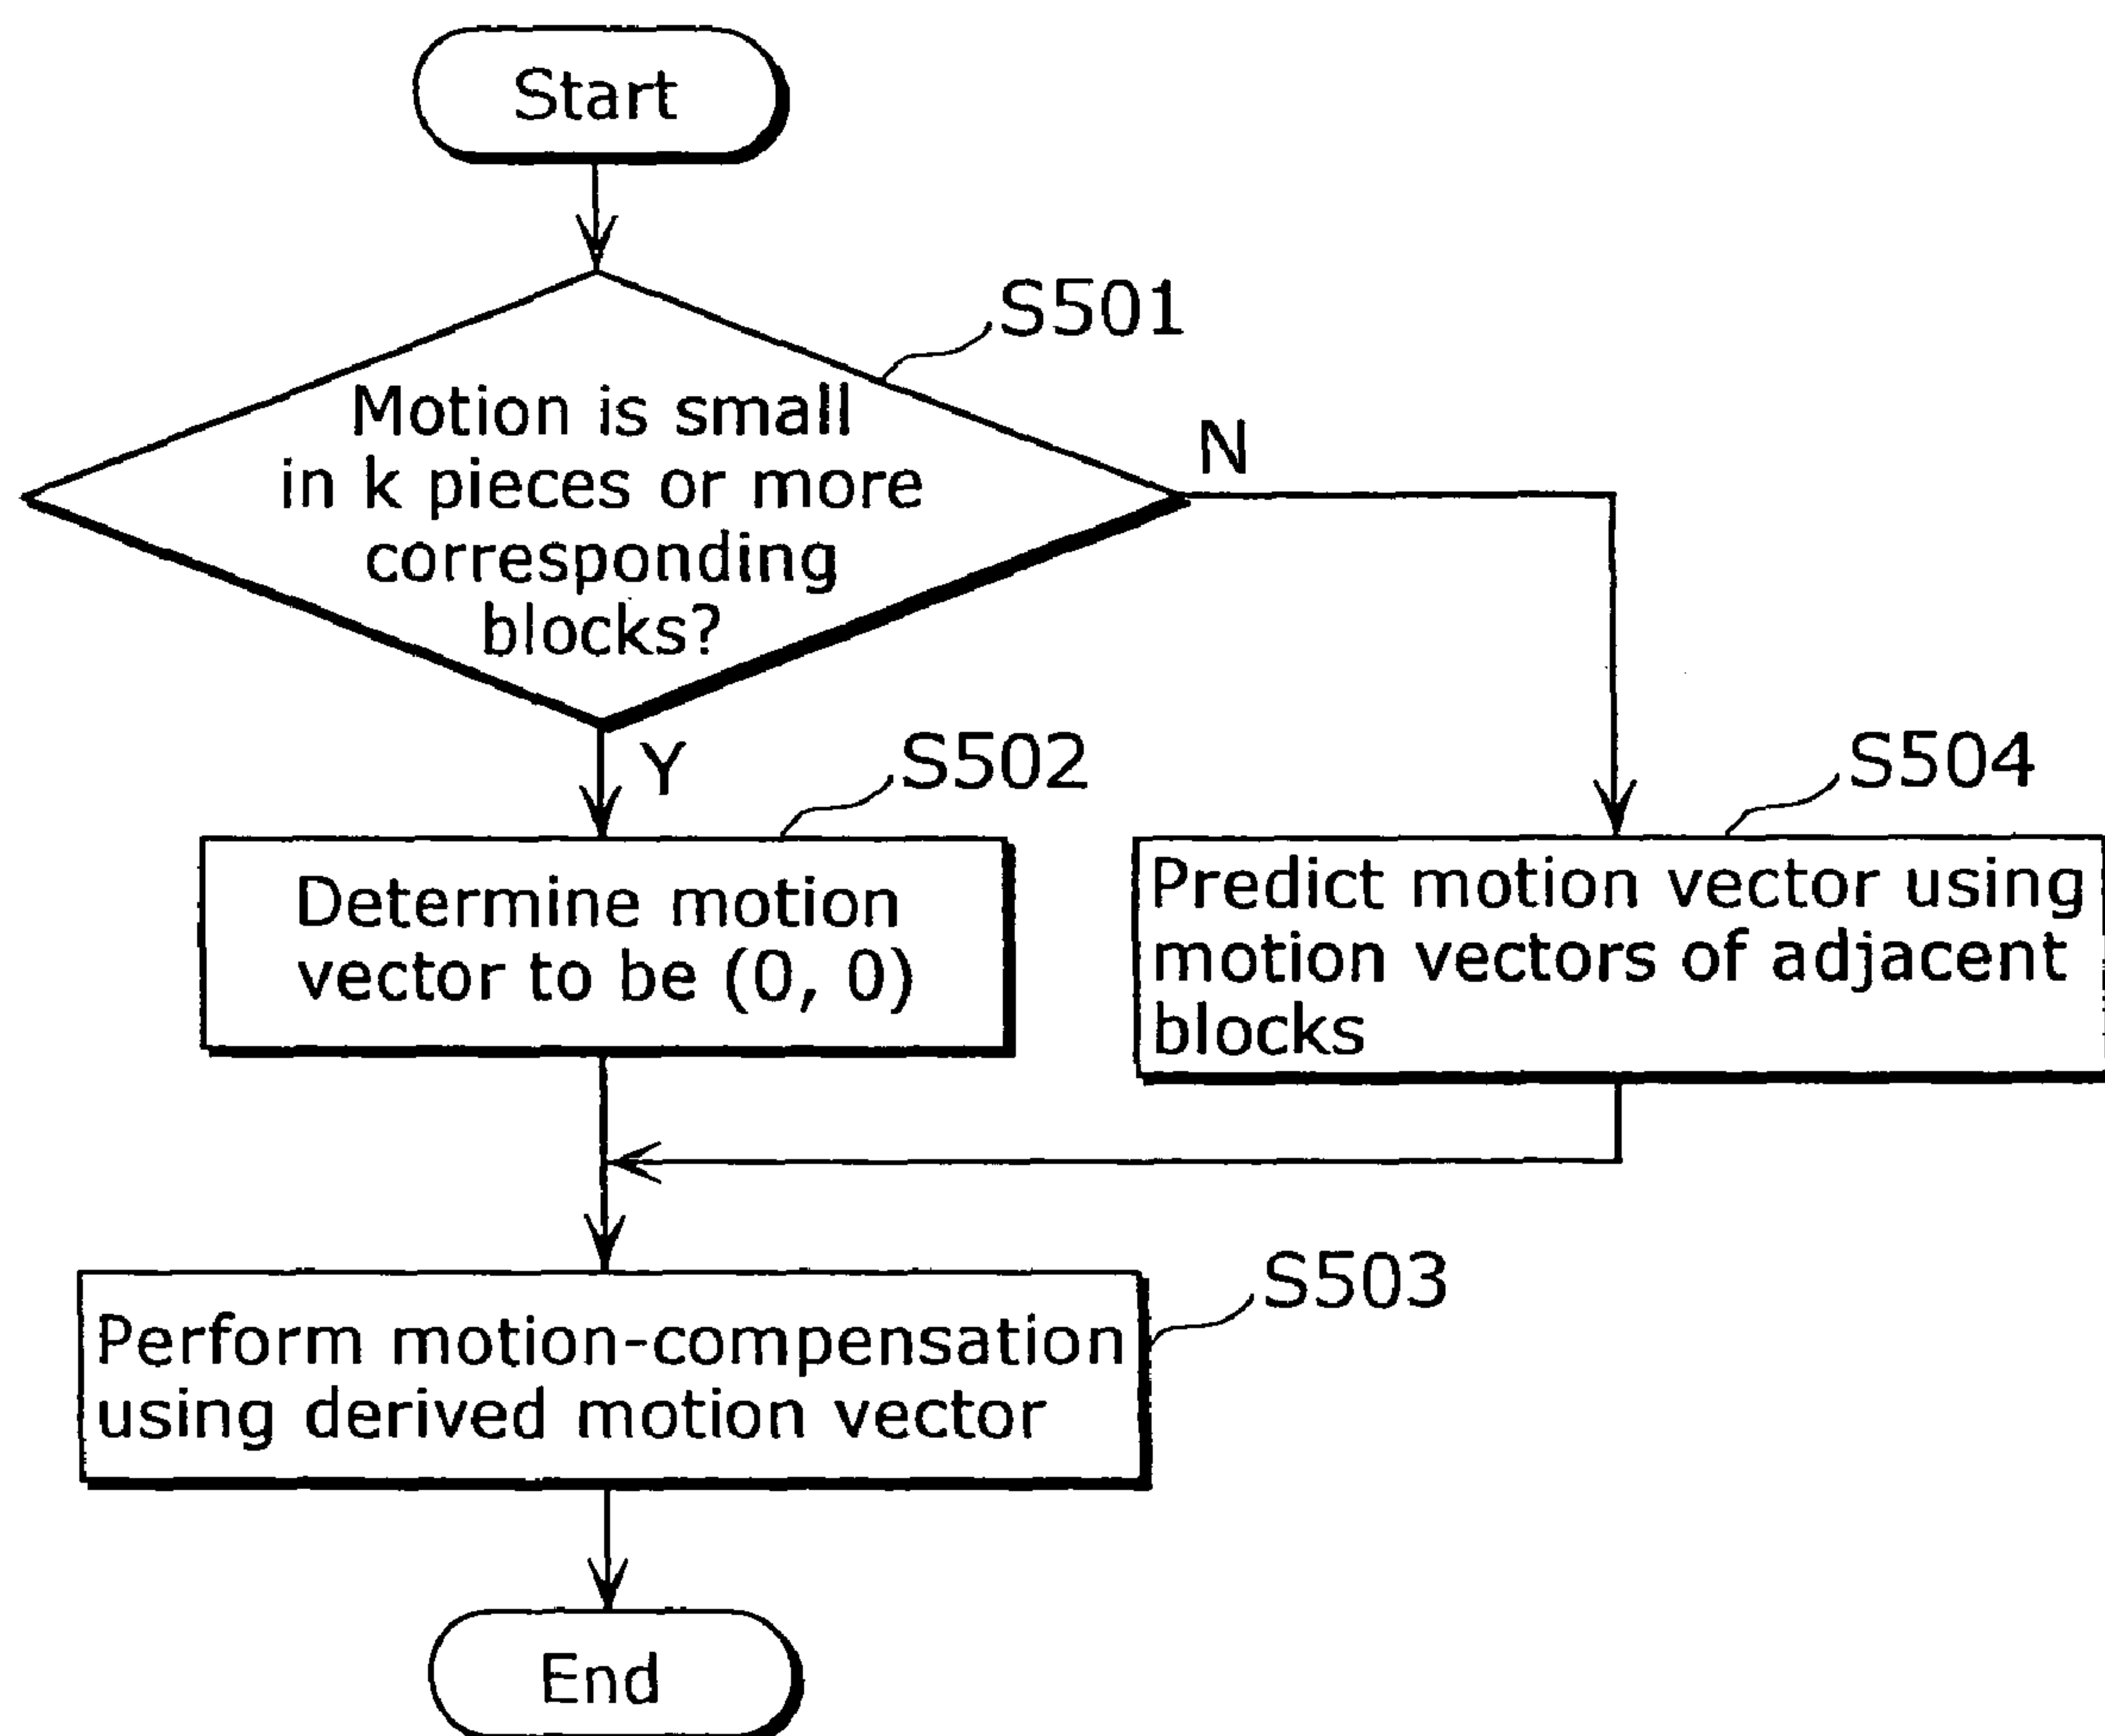 Start
S501
Motion is small
in k pieces or more
corresponding
blocks?
N
Y
S502
S504
Determine motion
vector to be (0, 0)
Predict motion vector using
motion vectors of adjacent
blocks
S503
Perform motion-compensation
using derived motion vector
End